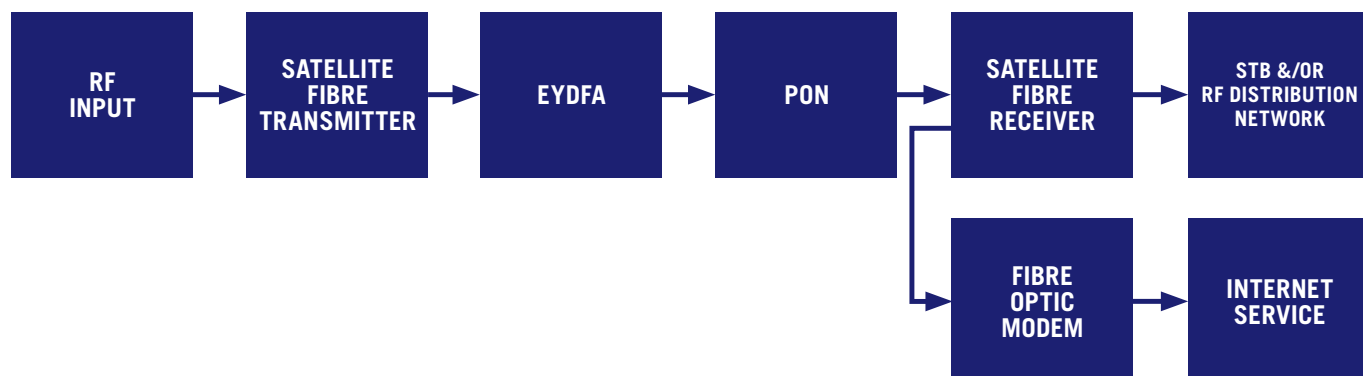 RF
INPUT
SATELLITE
FIBRE
TRANSMITTER
EYDFA
PON
SATELLITE
FIBRE
RECEIVER
STB &/OR
RF DISTRIBUTION
NETWORK
FIBRE
OPTIC
MODEM
INTERNET
SERVICE